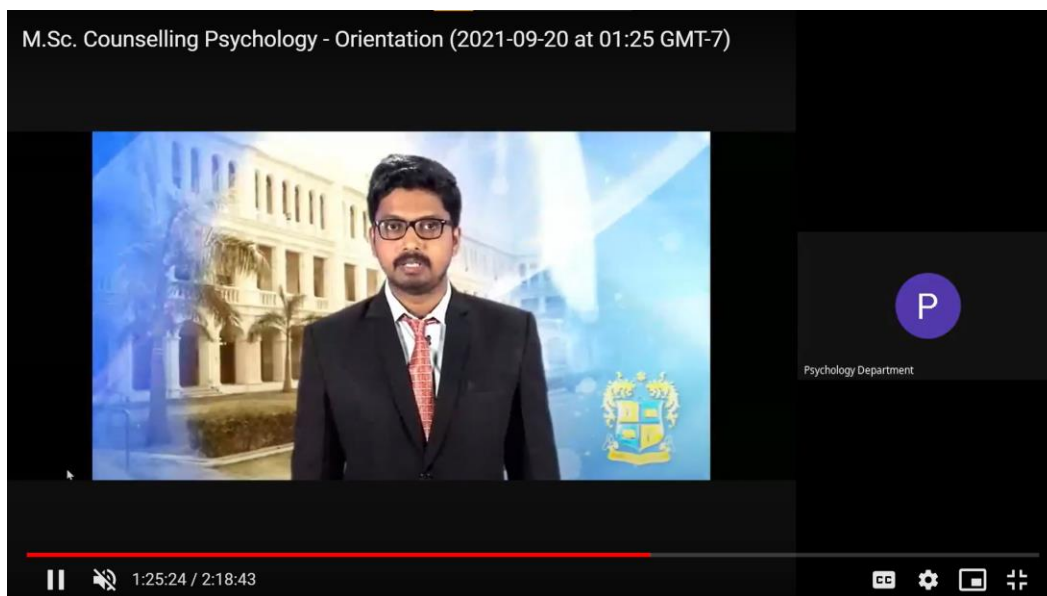 M.Sc. Counselling Psychology - Orientation (2021-09-20 at 01:25 GMT-7)
P
Psychology Department
1:25:24 / 2:18:43
CC